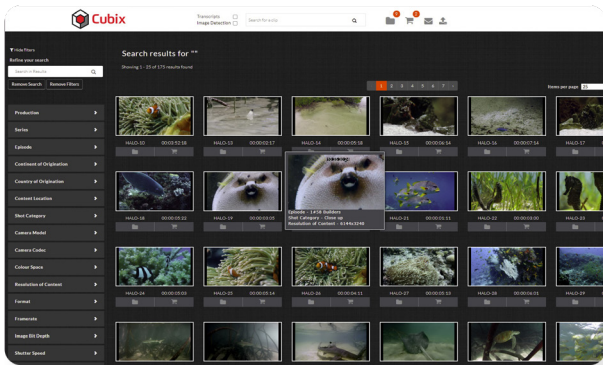 Cubix
Transcripts
Image Detection
Search for a clip
Hide Filters
Refine your search
Search in Results
Remove Search Remove Filters
Production
Series
Episode
Continent of Origination
Country of Origination
Content Location
Shot Category
Camera Model
Camera Codec
Colour Space
Resolution of Content
Format
Framerate
Image Bit Depth
Shutter Speed
Search results for ""
Showing 1 - 25 of 175 results found
1 2 3 4 5 6 7
Items per page 25
HALO-10 00:03:52:18
HALO-13 00:00:02:17
HALO-14 00:00:05:18
HALO-15 00:00:06:14
HALO-16 00:00:07:14
HALO-17
Episode - 1458 Builders
Shot Category - Close up
Resolution of Content - 6144x3240
HALO-18 00:00:05:22
HALO-19 00:00:03:05
HALO-21 00:00:01:11
HALO-22 00:00:03:00
HALO-23
HALO-24 00:00:05:03
HALO-25 00:00:05:14
HALO-26 00:00:04:11
HALO-27 00:00:05:13
HALO-28 00:00:06:01
HALO-29